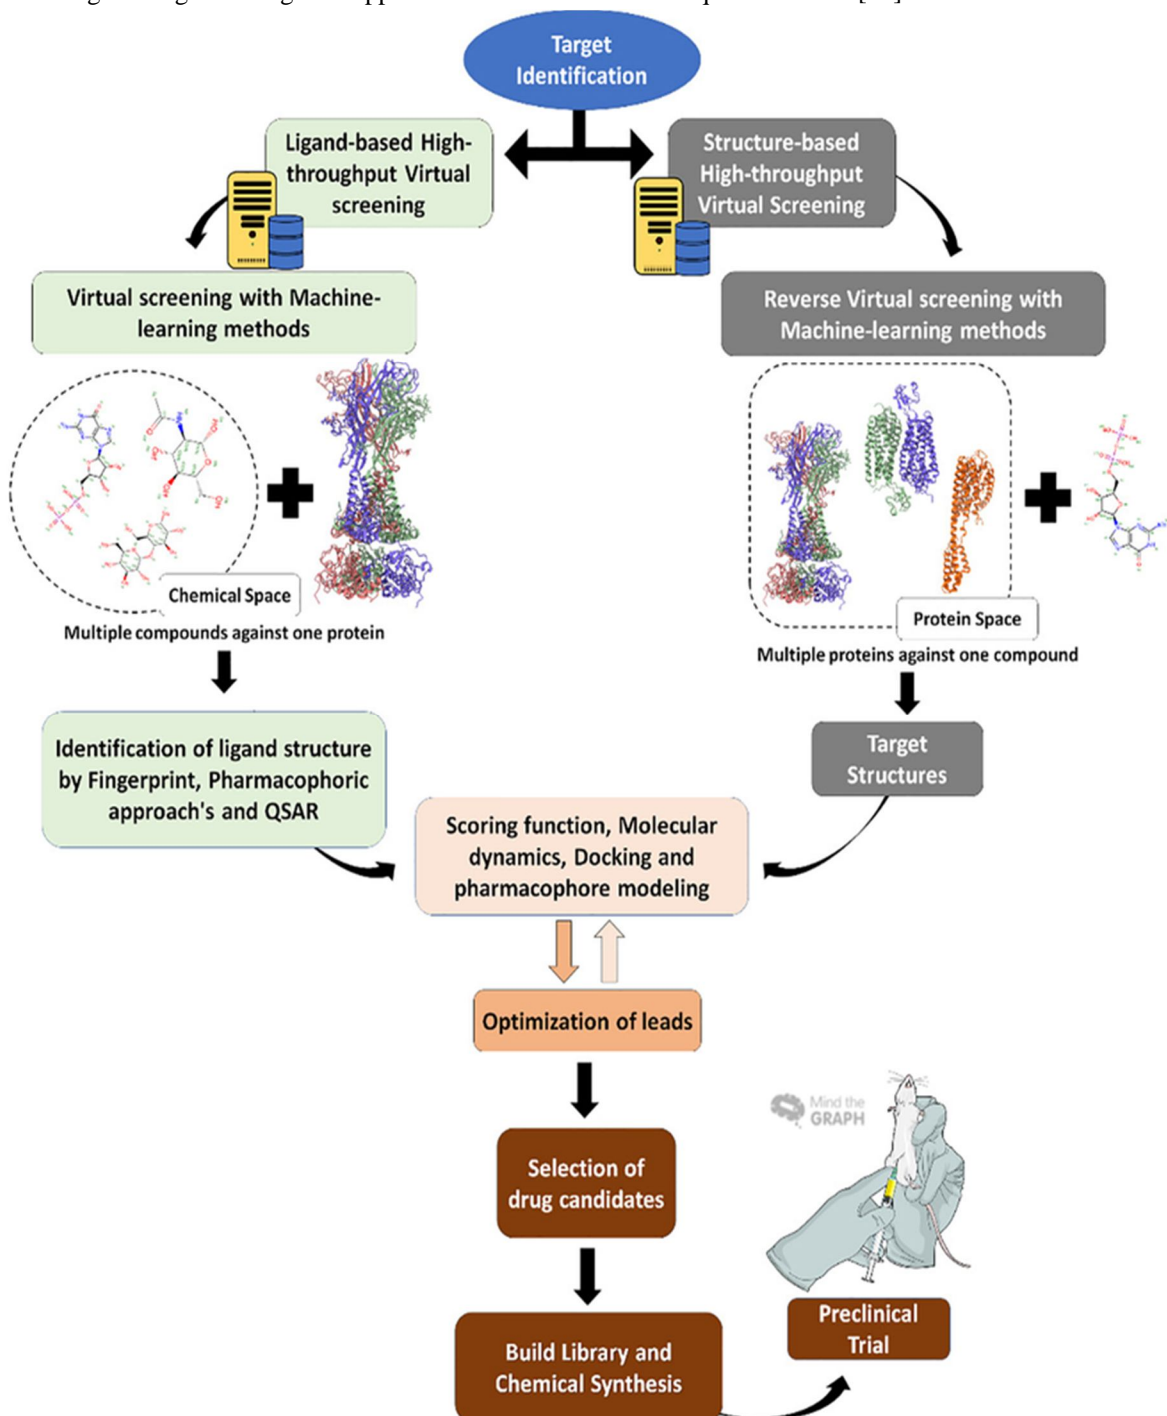 Target
Identification
Ligand-based High-
throughput Virtual
screening
Structure-based
High-throughput
Virtual Screening
Virtual screening with Machine-
learning methods
Reverse Virtual screening with
Machine-learning methods
Chemical Space
Multiple compounds against one protein
Protein Space
Multiple proteins against one compound
Identification of ligand structure
by Fingerprint, Pharmacophoric
approach's and QSAR
Target
Structures
Scoring function, Molecular
dynamics, Docking and
pharmacophore modeling
Optimization of leads
Mind the
GRAPH
Selection of
drug candidates
Preclinical
Trial
Build Library and
Chemical Synthesis